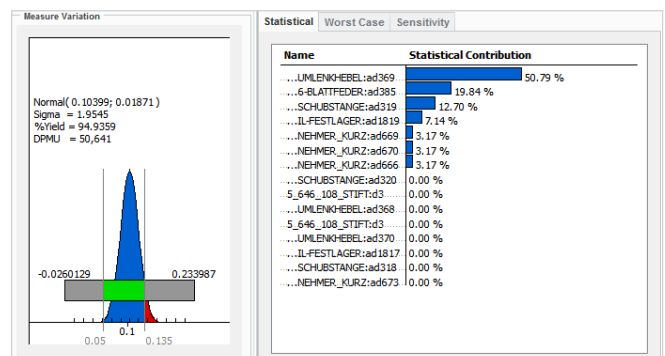 Measure Variation
Normal( 0.10399; 0.01871 )
Sigma = 1.9545
%Yield = 94.9359
DPMU = 50,641
-0.0260129 0.233987
0.1
0.05 0.135
Statistical Worst Case Sensitivity
Name Statistical Contribution
...UMLENKHEBEL:ad369 50.79 %
...6-BLATTFEDER:ad385 19.84 %
...SCHUBSTANGE:ad319 12.70 %
...IL-FESTLAGER:ad1819 7.14 %
...NEHMER_KURZ:ad669 3.17 %
...NEHMER_KURZ:ad670 3.17 %
...NEHMER_KURZ:ad666 3.17 %
...SCHUBSTANGE:ad320 0.00 %
5_646_108_STIFT:d3 0.00 %
...UMLENKHEBEL:ad368 0.00 %
5_646_108_STIFT:d3 0.00 %
...UMLENKHEBEL:ad370 0.00 %
...IL-FESTLAGER:ad1817 0.00 %
...SCHUBSTANGE:ad318 0.00 %
...NEHMER_KURZ:ad673 0.00 %